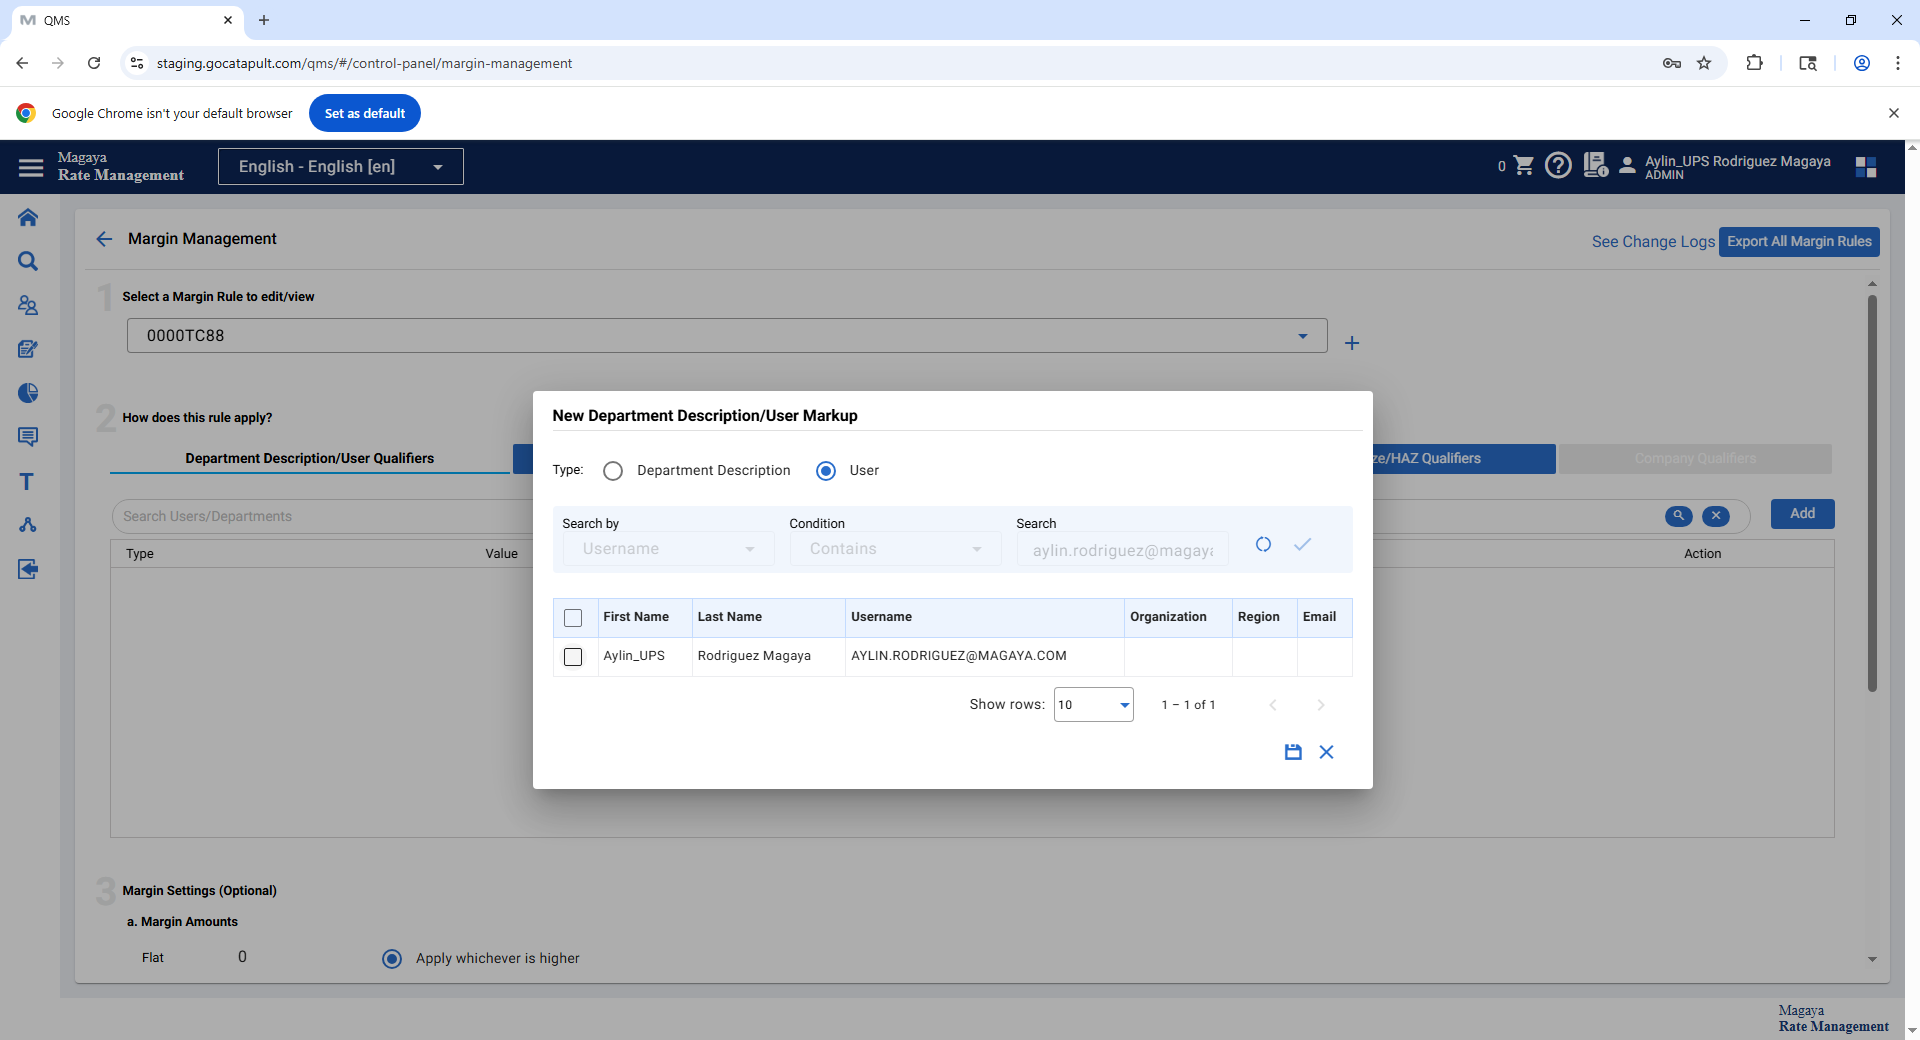 QMS
staging.gocatapult.com/qms/#/control-panel/margin-management
Google Chrome isn't your default browser
Set as default
Magaya
Rate Management
English - English [en]
0
Aylin_UPS Rodriguez Magaya
ADMIN
Margin Management
See Change Logs
Export All Margin Rules
1
Select a Margin Rule to edit/view
0000TC88
2
How does this rule apply?
Department Description/User Qualifiers
ze/HAZ Qualifiers
Company Qualifiers
Search Users/Departments
Add
Type
Value
Action
New Department Description/User Markup
Type:
Department Description
User
Search by
Condition
Search
Username
Contains
aylin.rodriguez@magaya
First Name
Last Name
Username
Organization
Region
Email
Aylin_UPS
Rodriguez Magaya
AYLIN.RODRIGUEZ@MAGAYA.COM
Show rows:
10
1 – 1 of 1
3
Margin Settings (Optional)
a. Margin Amounts
Flat
0
Apply whichever is higher
Magaya
Rate Management